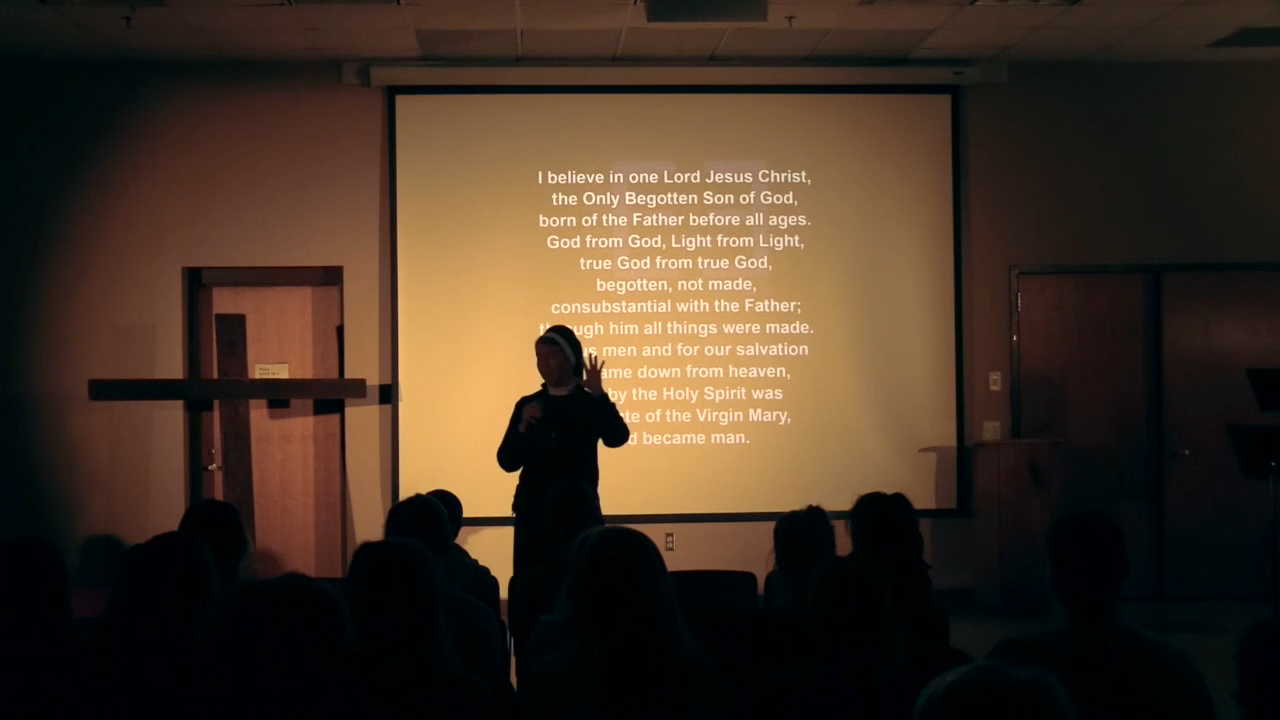 I believe in one Lord Jesus Christ,
the Only Begotten Son of God,
born of the Father before all ages.
God from God, Light from Light,
true God from true God,
begotten, not made,
consubstantial with the Father;
through him all things were made.
us men and for our salvation
came down from heaven,
by the Holy Spirit was
of the Virgin Mary,
became man.